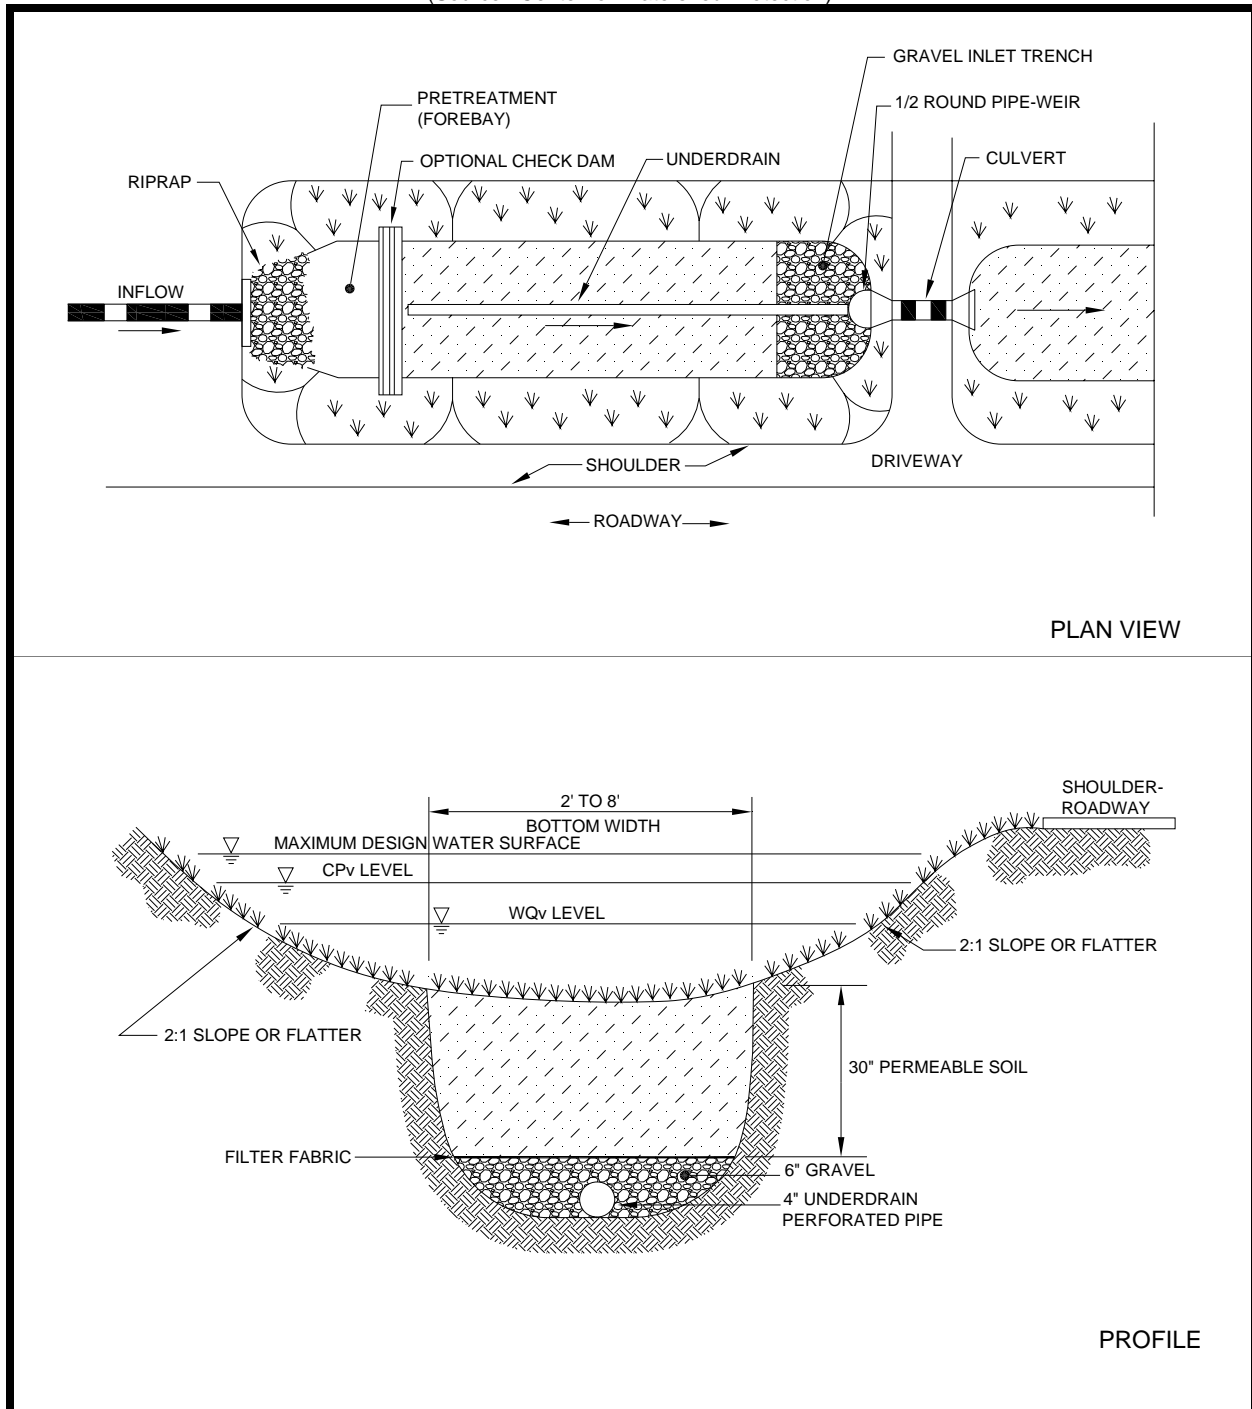 GRAVEL INLET TRENCH
PRETREATMENT
(FOREBAY)
1/2 ROUND PIPE-WEIR
OPTIONAL CHECK DAM
UNDERDRAIN
CULVERT
RIPRAP
INFLOW
SHOULDER
DRIVEWAY
ROADWAY
PLAN VIEW
SHOULDER-
ROADWAY
2' TO 8'
BOTTOM WIDTH
MAXIMUM DESIGN WATER SURFACE
CPv LEVEL
WQv LEVEL
2:1 SLOPE OR FLATTER
2:1 SLOPE OR FLATTER
30" PERMEABLE SOIL
FILTER FABRIC
6" GRAVEL
4" UNDERDRAIN
PERFORATED PIPE
PROFILE